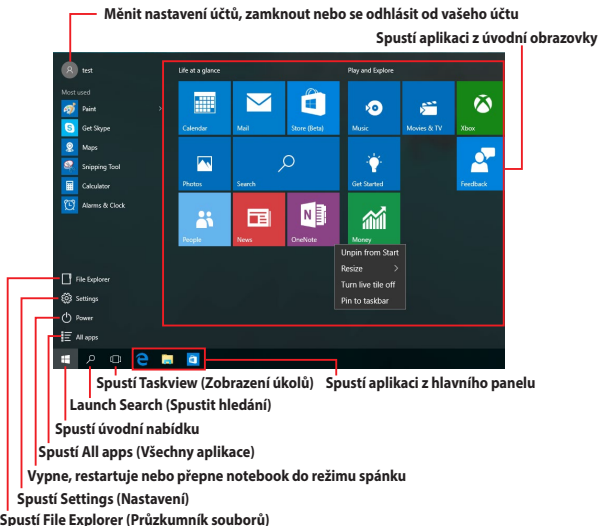 Měnit nastavení účtů, zamknout nebo se odhlásit od vašeho účtu
Spustí aplikaci z úvodní obrazovky
test
Life at a glance
Play and Explore
Most used
Paint
Get Skype
Maps
Snipping Tool
Calculator
Alarms & Clock
Calendar
Mail
Store (Beta)
Music
Movies & TV
Xbox
Photos
Search
Get Started
Feedback
People
News
OneNote
Money
Unpin from Start
Resize
Turn live tile off
Pin to taskbar
File Explorer
Settings
Power
All apps
Spustí Taskview (Zobrazení úkolů)
Spustí aplikaci z hlavního panelu
Launch Search (Spustit hledání)
Spustí úvodní nabídku
Spustí All apps (Všechny aplikace)
Vypne, restartuje nebo přepne notebook do režimu spánku
Spustí Settings (Nastavení)
Spustí File Explorer (Průzkumník souborů)